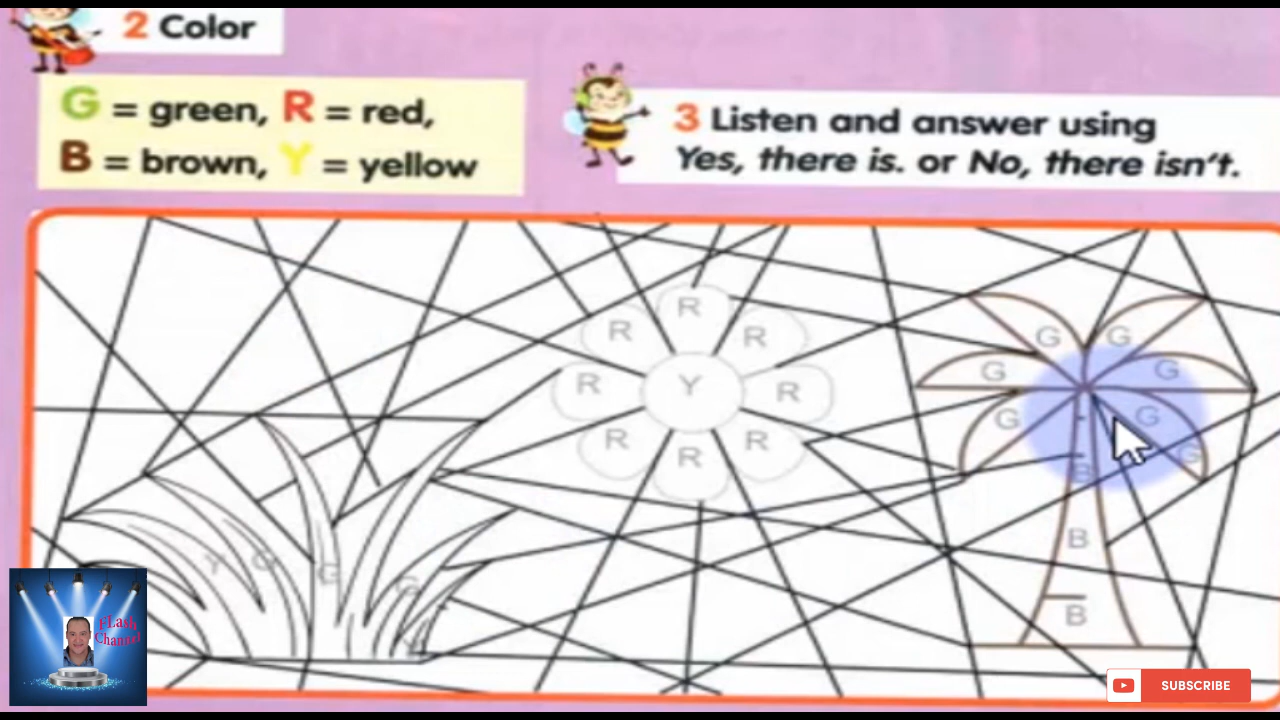 2 Color
G = green, R = red,
B = brown, Y = yellow
3 Listen and answer using
Yes, there is. or No, there isn't.
R
R R
R Y R
R R
R
G G
G G
G G
G
B
B
B
Y G G G
FLash
Channel
SUBSCRIBE